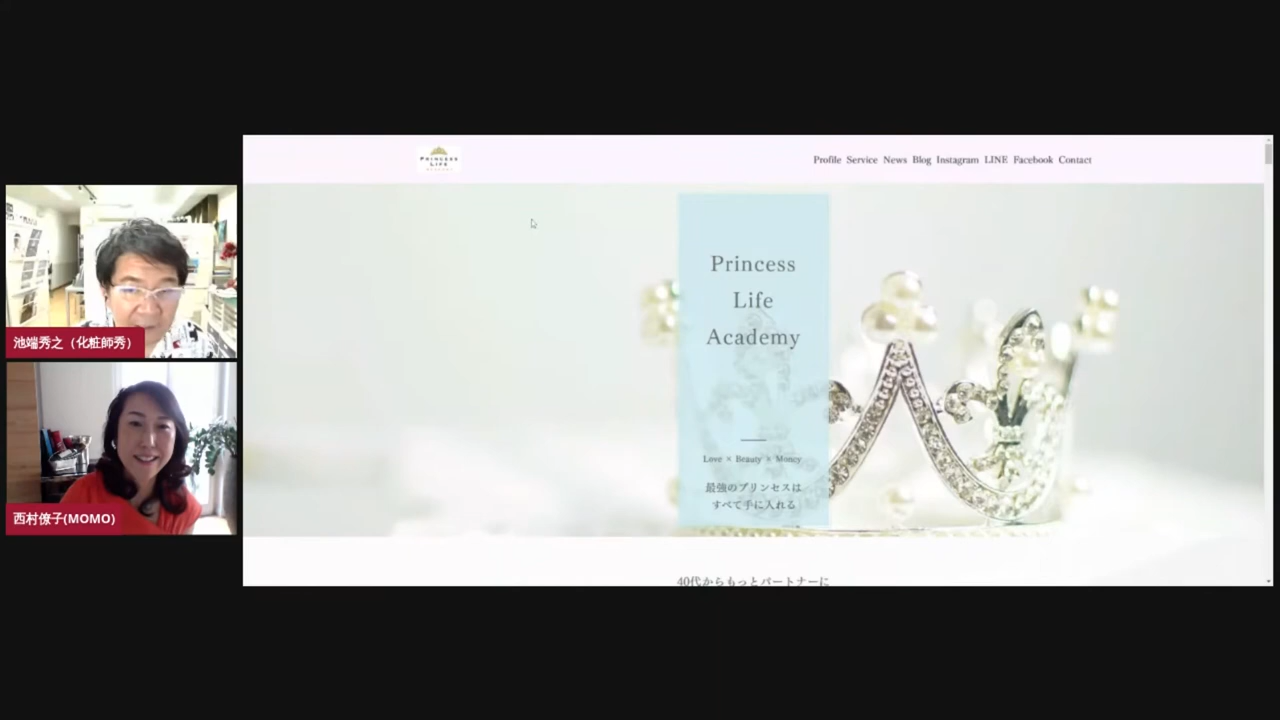 PRINCESS
LIFE
ACADEMY
Profile Service News Blog Instagram LINE Facebook Contact
Princess
Life
Academy
Love × Beauty × Money
最強のプリンセスは
すべて手に入れる
40代からもっとパートナーに
池端秀之（化粧師秀）
西村僚子(MOMO)